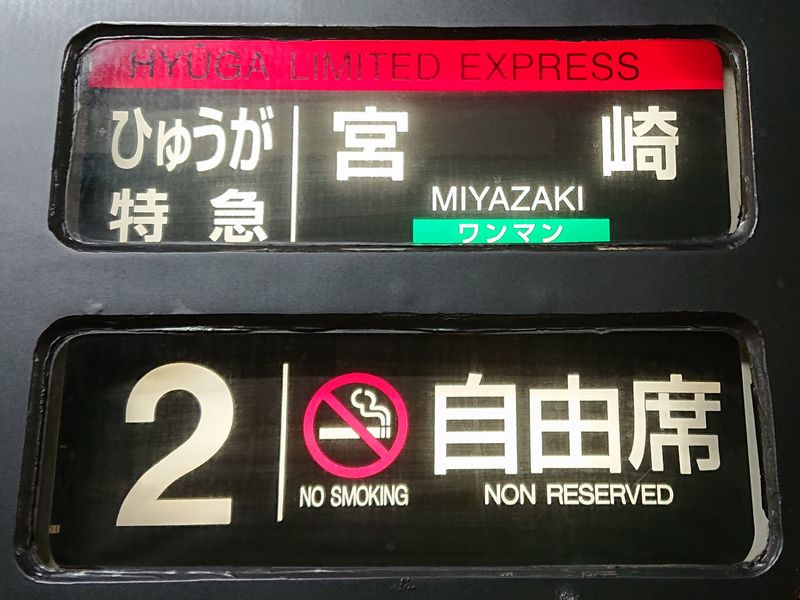 HYŪGA LIMITED EXPRESS
ひゅうが
特急
宮崎
MIYAZAKI
ワンマン
2
NO SMOKING
自由席
NON RESERVED